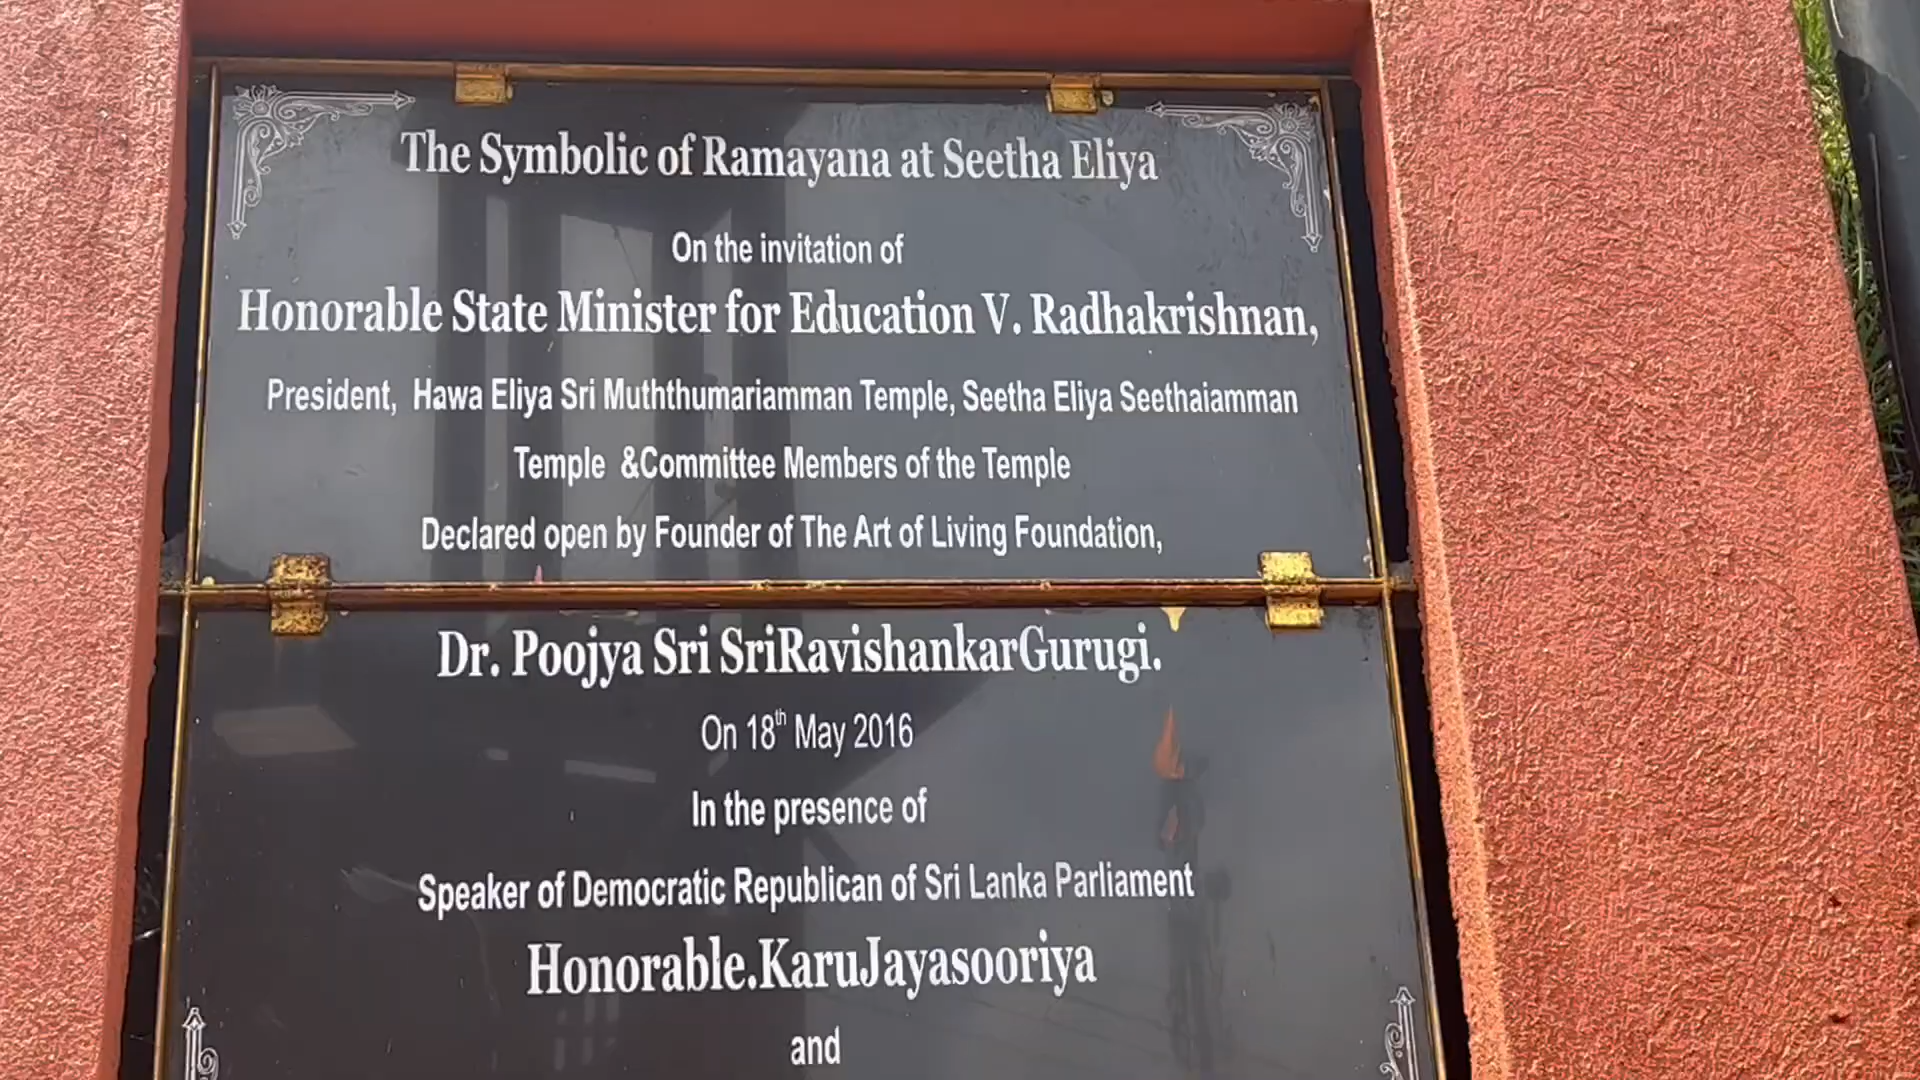 The Symbolic of Ramayana at Seetha Eliya
On the invitation of
Honorable State Minister for Education V. Radhakrishnan,
President, Hawa Eliya Sri Muththumariamman Temple, Seetha Eliya Seethaiamman
Temple &Committee Members of the Temple
Declared open by Founder of The Art of Living Foundation,
Dr. Poojya Sri SriRavishankarGurugi.
On 18th May 2016
In the presence of
Speaker of Democratic Republican of Sri Lanka Parliament
Honorable.KaruJayasooriya
and